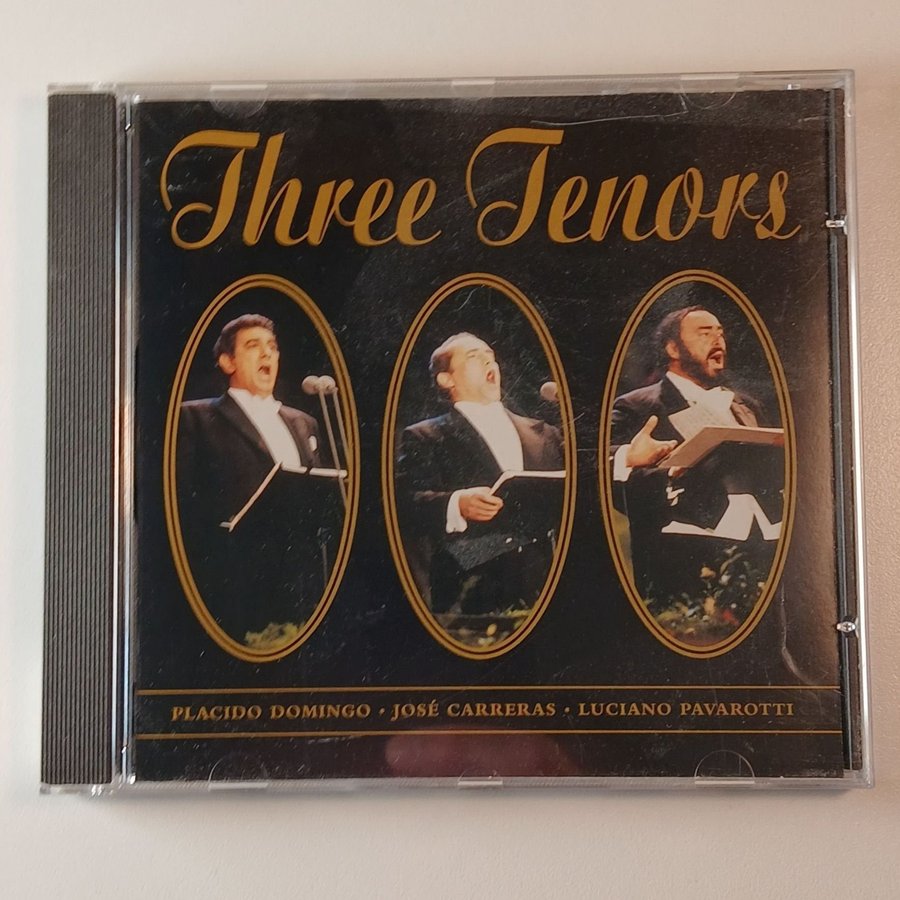 Three Tenors
PLACIDO DOMINGO · JOSÉ CARRERAS · LUCIANO PAVAROTTI